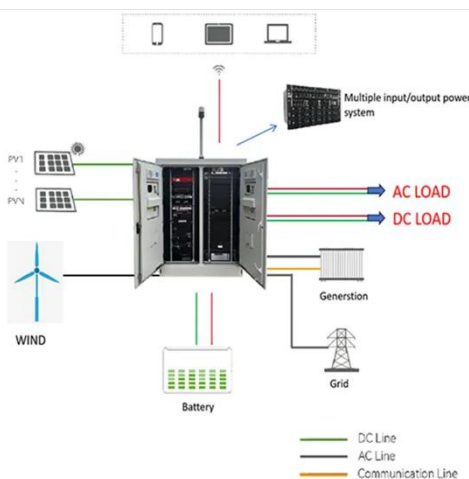 Multiple input/output power
system
PV1
PVN
AC LOAD
DC LOAD
WIND
Generstion
Grid
Battery
DC Line
AC Line
Communication Line